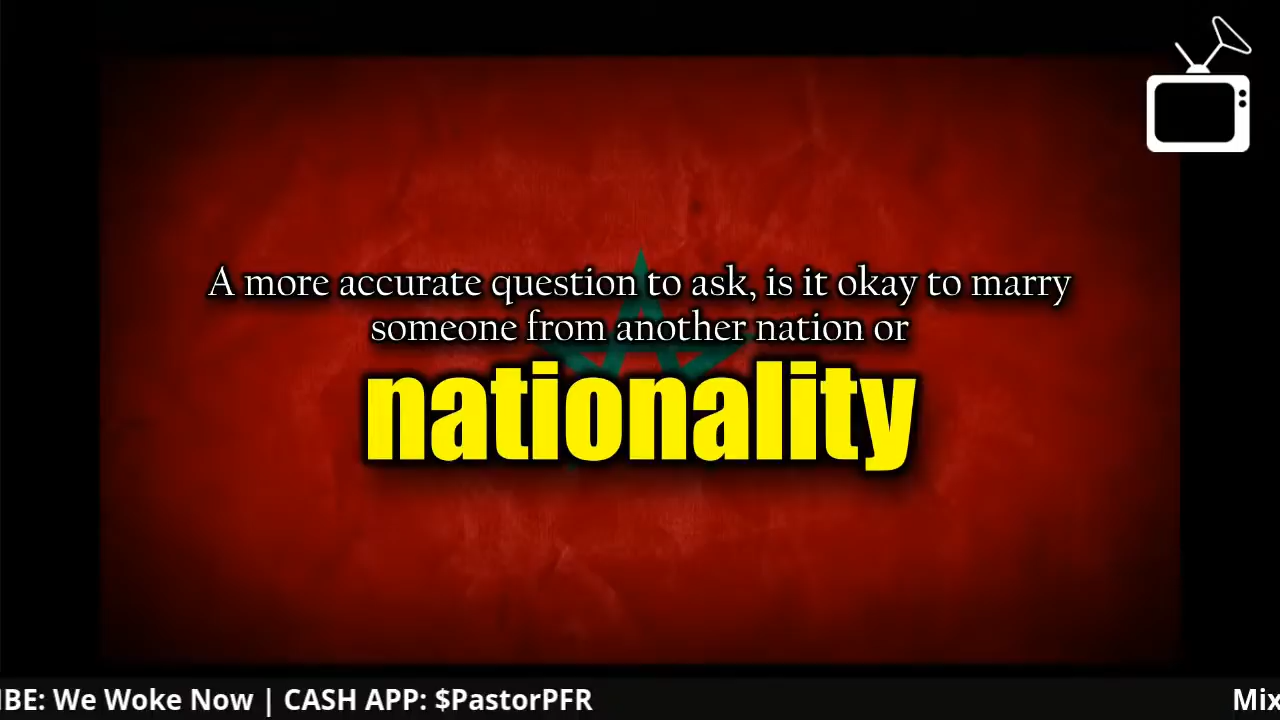 A more accurate question to ask, is it okay to marry
someone from another nation or
nationality
IBE: We Woke Now | CASH APP: $PastorPFR
Mix